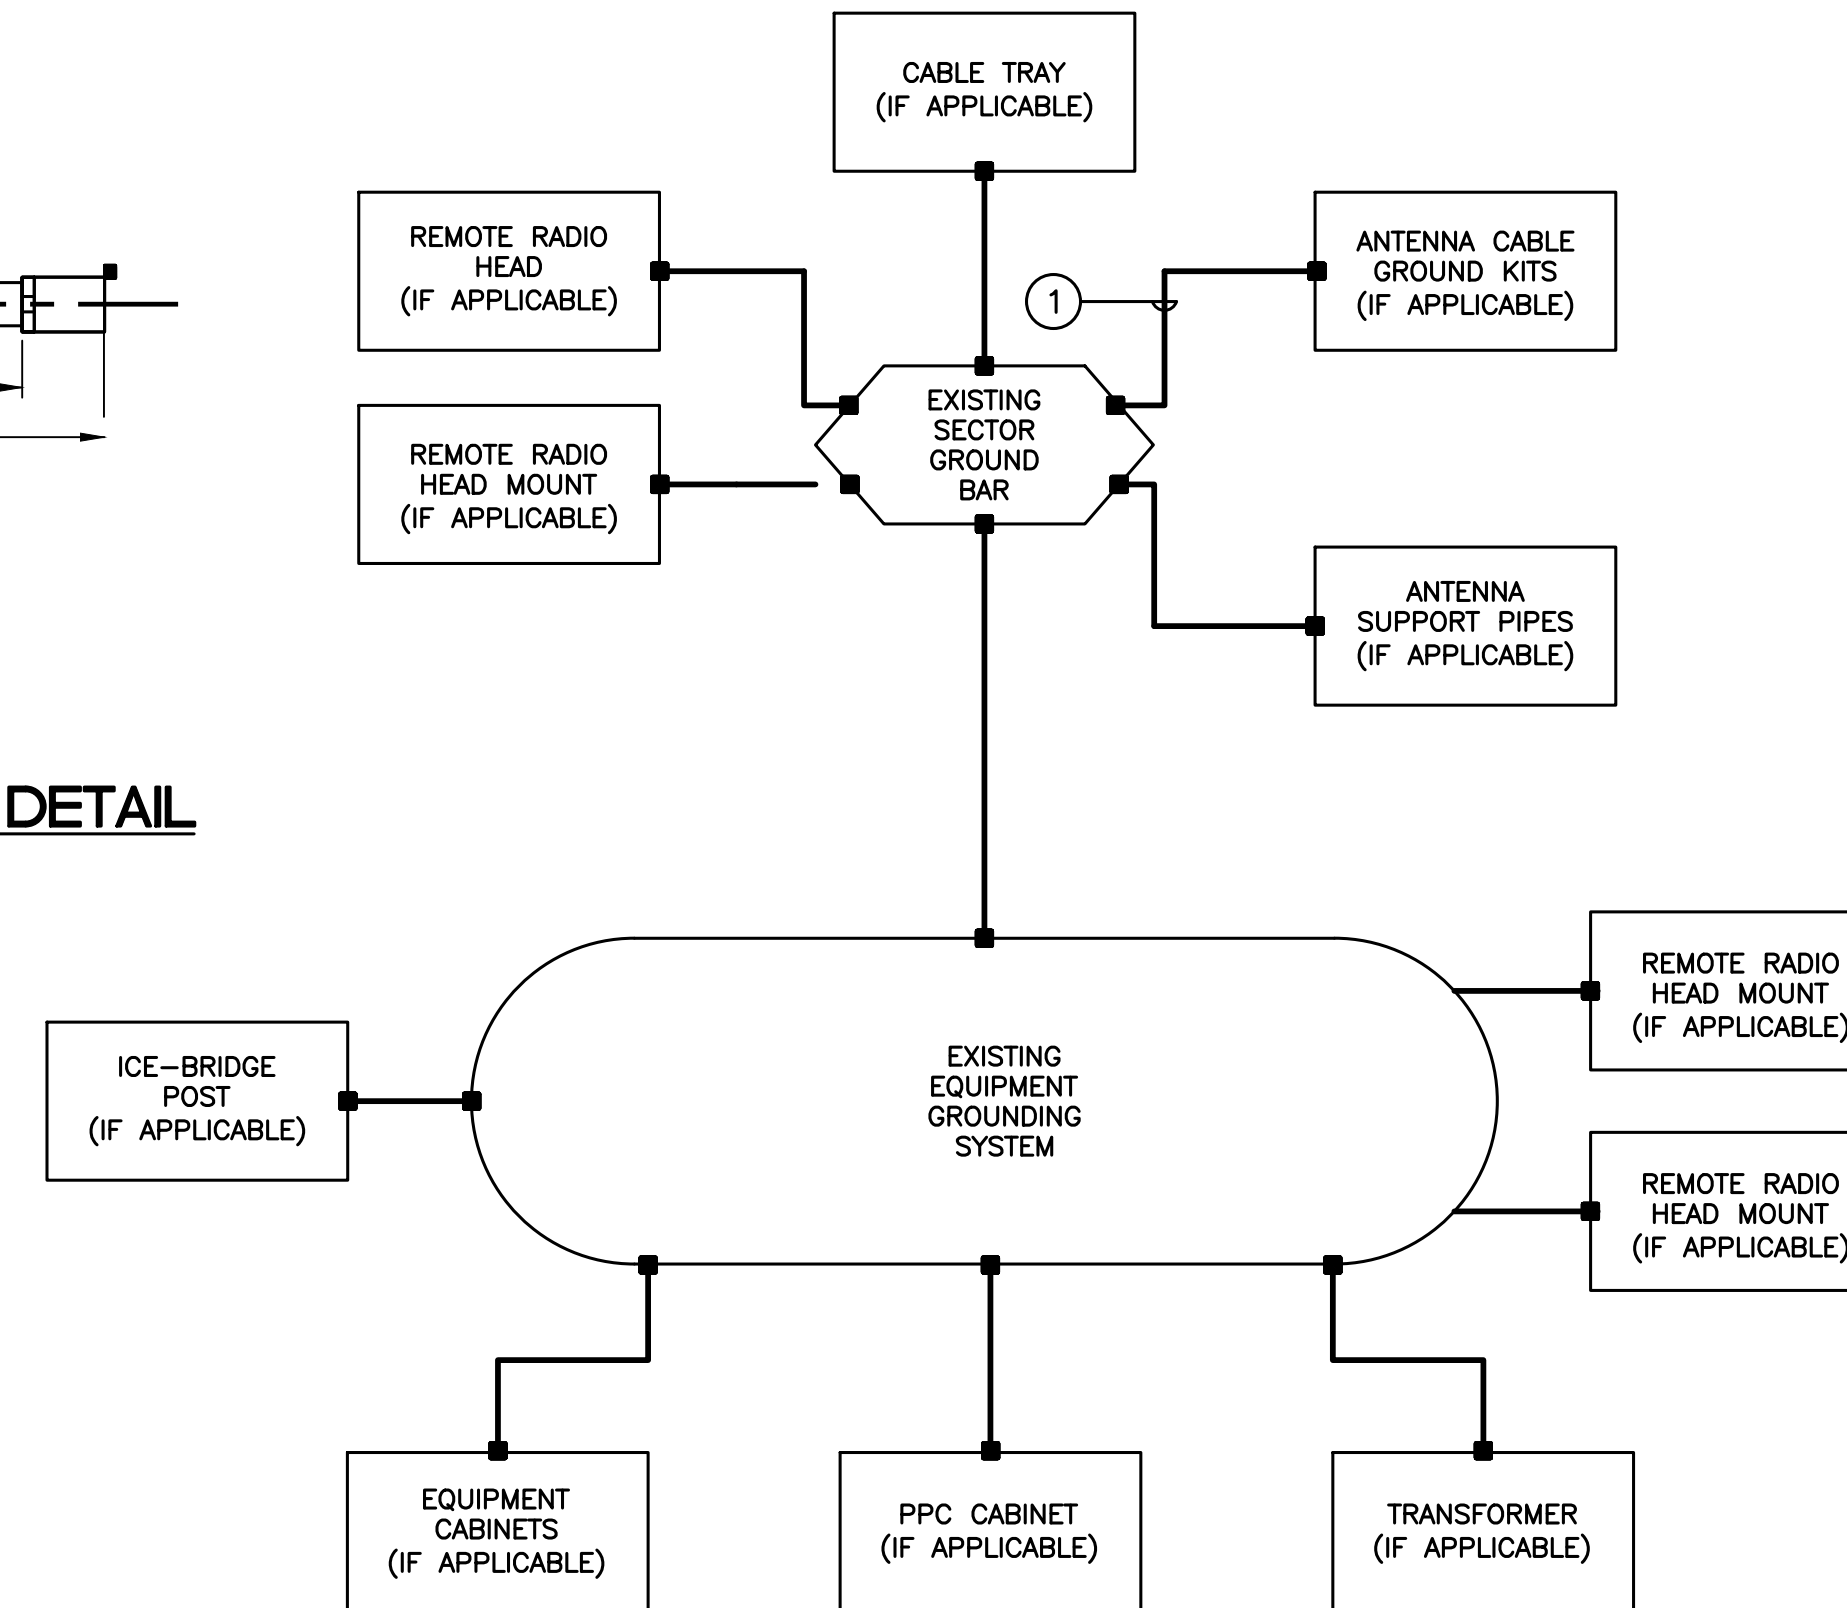 CABLE TRAY
(IF APPLICABLE)
REMOTE RADIO
HEAD
(IF APPLICABLE)
ANTENNA CABLE
GROUND KITS
(IF APPLICABLE)
1
EXISTING
SECTOR
GROUND
BAR
REMOTE RADIO
HEAD MOUNT
(IF APPLICABLE)
ANTENNA
SUPPORT PIPES
(IF APPLICABLE)
DETAIL
REMOTE RADIO
HEAD MOUNT
(IF APPLICABLE)
ICE-BRIDGE
POST
(IF APPLICABLE)
EXISTING
EQUIPMENT
GROUNDING
SYSTEM
REMOTE RADIO
HEAD MOUNT
(IF APPLICABLE)
EQUIPMENT
CABINETS
(IF APPLICABLE)
PPC CABINET
(IF APPLICABLE)
TRANSFORMER
(IF APPLICABLE)